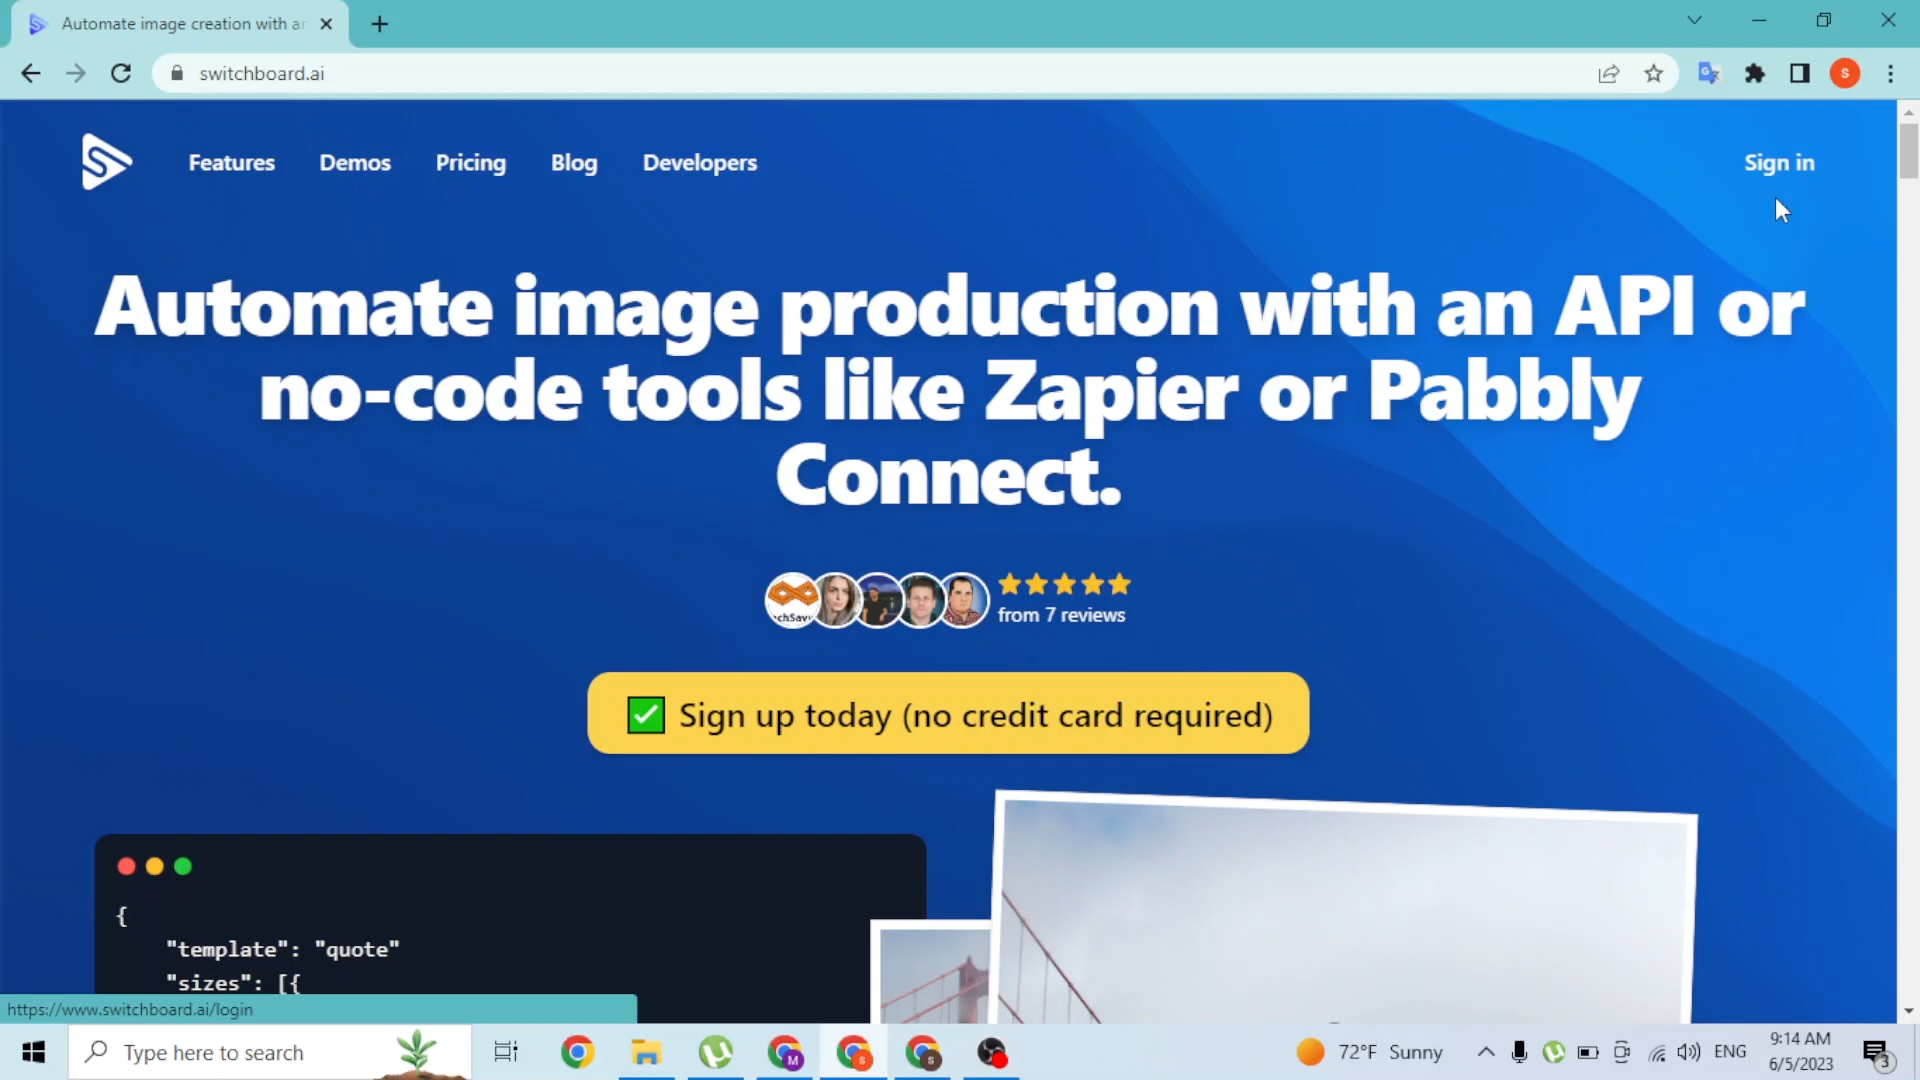 Automate image creation with an
switchboard.ai
S
Features
Demos
Pricing
Blog
Developers
Sign in
Automate image production with an API or
no-code tools like Zapier or Pabbly
Connect.
from 7 reviews
Sign up today (no credit card required)
{
"template": "quote"
"sizes": [{
https://www.switchboard.ai/login
Type here to search
M
S
S
72°F Sunny
ENG
9:14 AM
6/5/2023
3